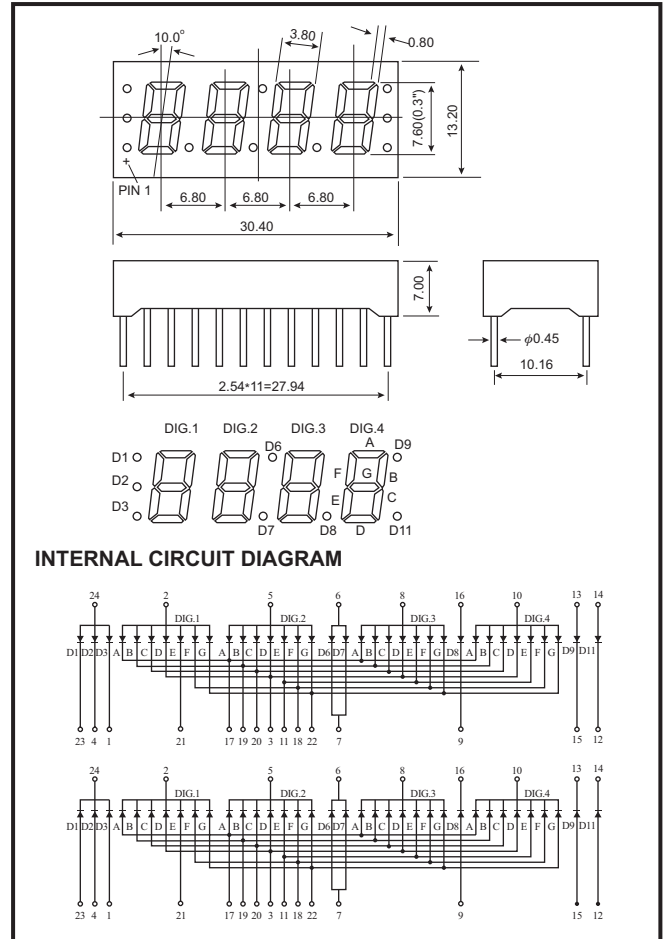 10.0°
3.80
0.80
7.60(0.3")
13.20
+
PIN 1
6.80 6.80 6.80
30.40
7.00
ϕ0.45
10.16
2.54*11=27.94
DIG.1 DIG.2 DIG.3 DIG.4
D1 D6 A D9
D2 F G B
D3 E C
D7 D8 D D11
INTERNAL CIRCUIT DIAGRAM
24 2 5 6 8 16 10 13 14
DIG.1 DIG.2 DIG.3 DIG.4
D1 D2 D3 A B C D E F G A B C D E F G D6 D7 A B C D E F G D8 A B C D E F G D9 D11
23 4 1 21 17 19 20 3 11 18 22 7 9 15 12
24 2 5 6 8 16 10 13 14
DIG.1 DIG.2 DIG.3 DIG.4
D1 D2 D3 A B C D E F G A B C D E F G D6 D7 A B C D E F G D8 A B C D E F G D9 D11
23 4 1 21 17 19 20 3 11 18 22 7 9 15 12